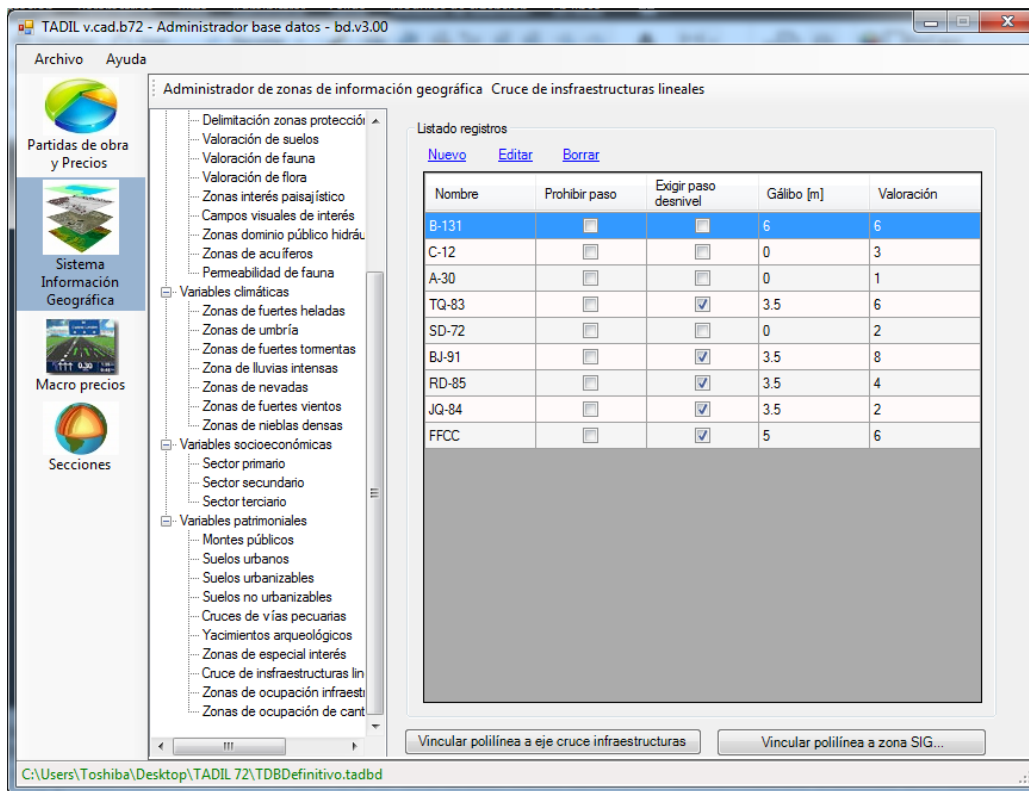 TADIL v.cad.b72 - Administrador base datos - bd.v3.00
Archivo Ayuda
Partidas de obra
y Precios
Sistema
Información
Geográfica
Macro precios
Secciones
Administrador de zonas de información geográfica Cruce de insfraestructuras lineales
Delimitación zonas protección
Valoración de suelos
Valoración de fauna
Valoración de flora
Zonas interés paisajístico
Campos visuales de interés
Zonas dominio público hidráu
Zonas de acuíferos
Permeabilidad de fauna
Variables climáticas
Zonas de fuertes heladas
Zonas de umbría
Zonas de fuertes tormentas
Zona de lluvias intensas
Zonas de nevadas
Zonas de fuertes vientos
Zonas de nieblas densas
Variables socioeconómicas
Sector primario
Sector secundario
Sector terciario
Variables patrimoniales
Montes públicos
Suelos urbanos
Suelos urbanizables
Suelos no urbanizables
Cruces de vías pecuarias
Yacimientos arqueológicos
Zonas de especial interés
Cruce de insfraestructuras lin
Zonas de ocupación infraestr
Zonas de ocupación de cant
Listado registros
Nuevo Editar Borrar
Nombre Prohibir paso Exigir paso desnivel Gálibo [m] Valoración
B-131 6 6
C-12 0 3
A-30 0 1
TQ-83 3.5 6
SD-72 0 2
BJ-91 3.5 8
RD-85 3.5 4
JQ-84 3.5 2
FFCC 5 6
Vincular polilínea a eje cruce infraestructuras Vincular polilínea a zona SIG...
C:\Users\Toshiba\Desktop\TADIL 72\TDBDefinitivo.tadbd